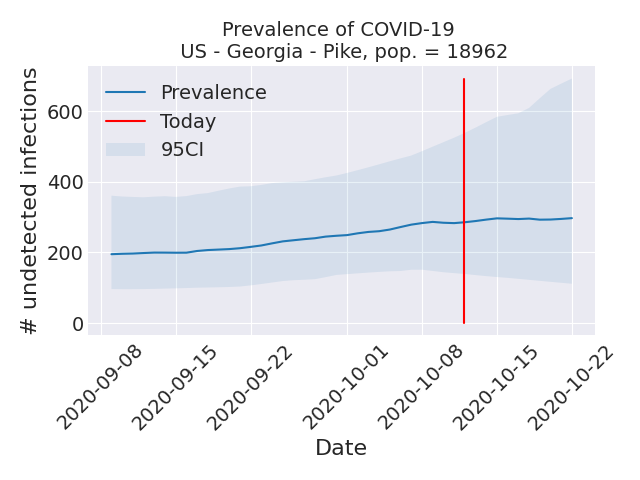 Prevalence of COVID-19
US - Georgia - Pike, pop. = 18962
# undetected infections
600
400
200
0
Prevalence
Today
95CI
2020-09-08
2020-09-15
2020-09-22
2020-10-01
2020-10-08
2020-10-15
2020-10-22
Date